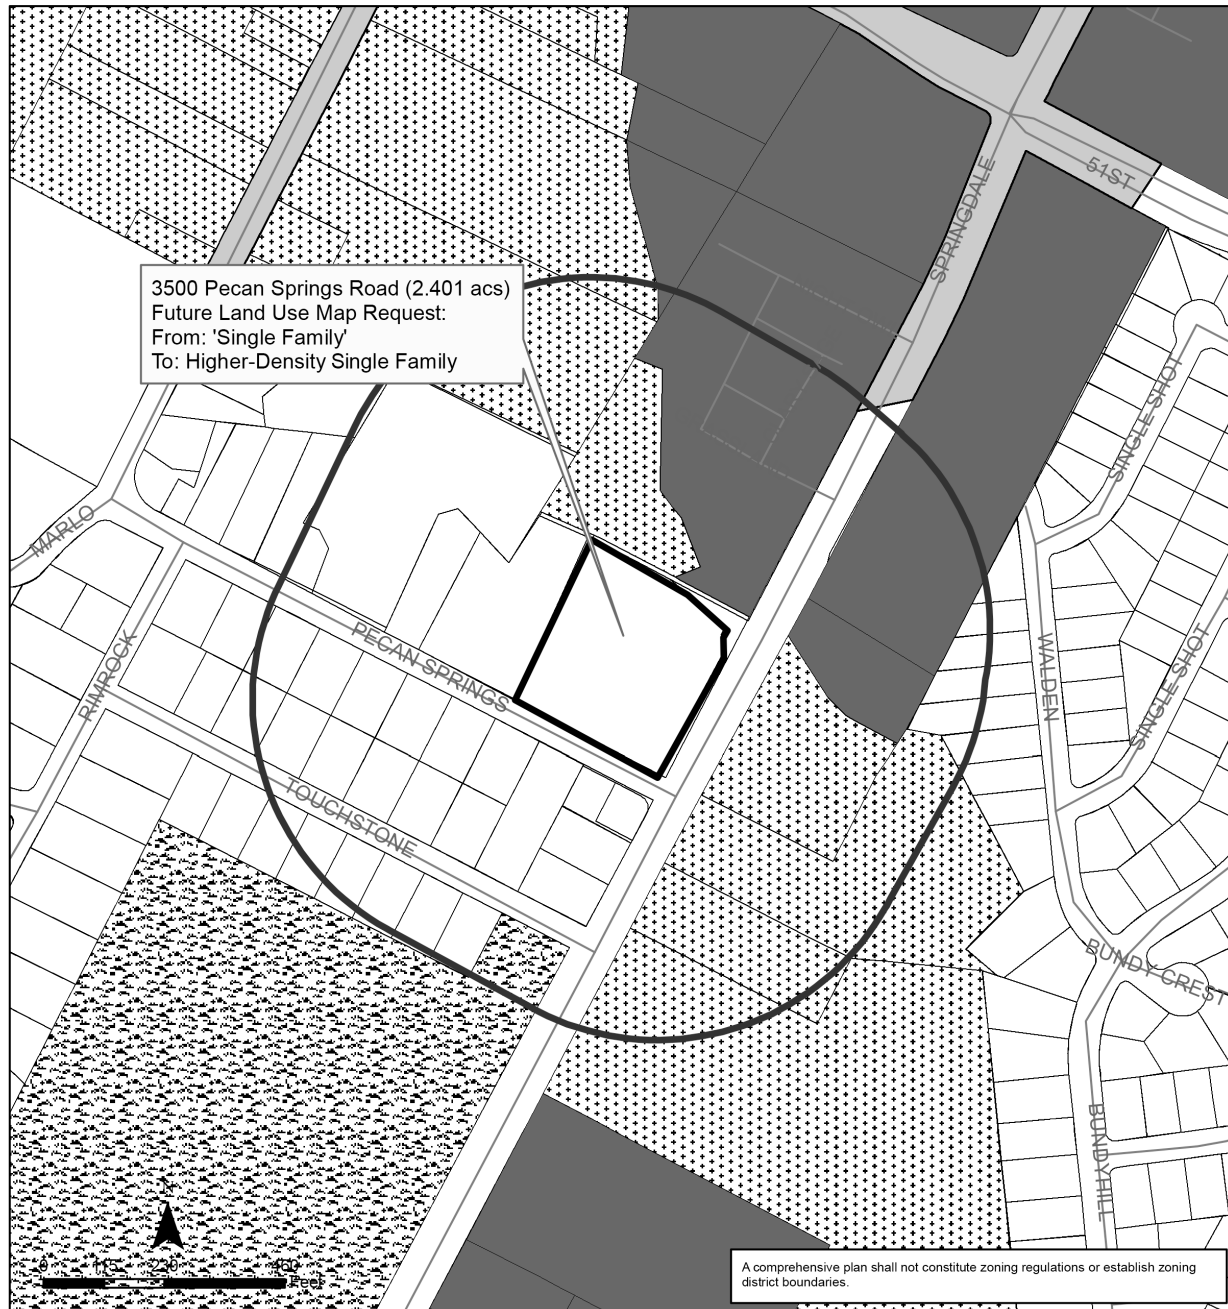 51ST
SPRINGDALE
3500 Pecan Springs Road (2.401 acs)
Future Land Use Map Request:
From: 'Single Family'
To: Higher-Density Single Family
SINGLE SHOT
MARLO
PECAN SPRINGS
RIMROCK
WALDEN
SINGLE SHOT
TOUCHSTONE
BUNDY CREST
BUNDYHILL
N
0 115 230 460
Feet
A comprehensive plan shall not constitute zoning regulations or establish zoning
district boundaries.